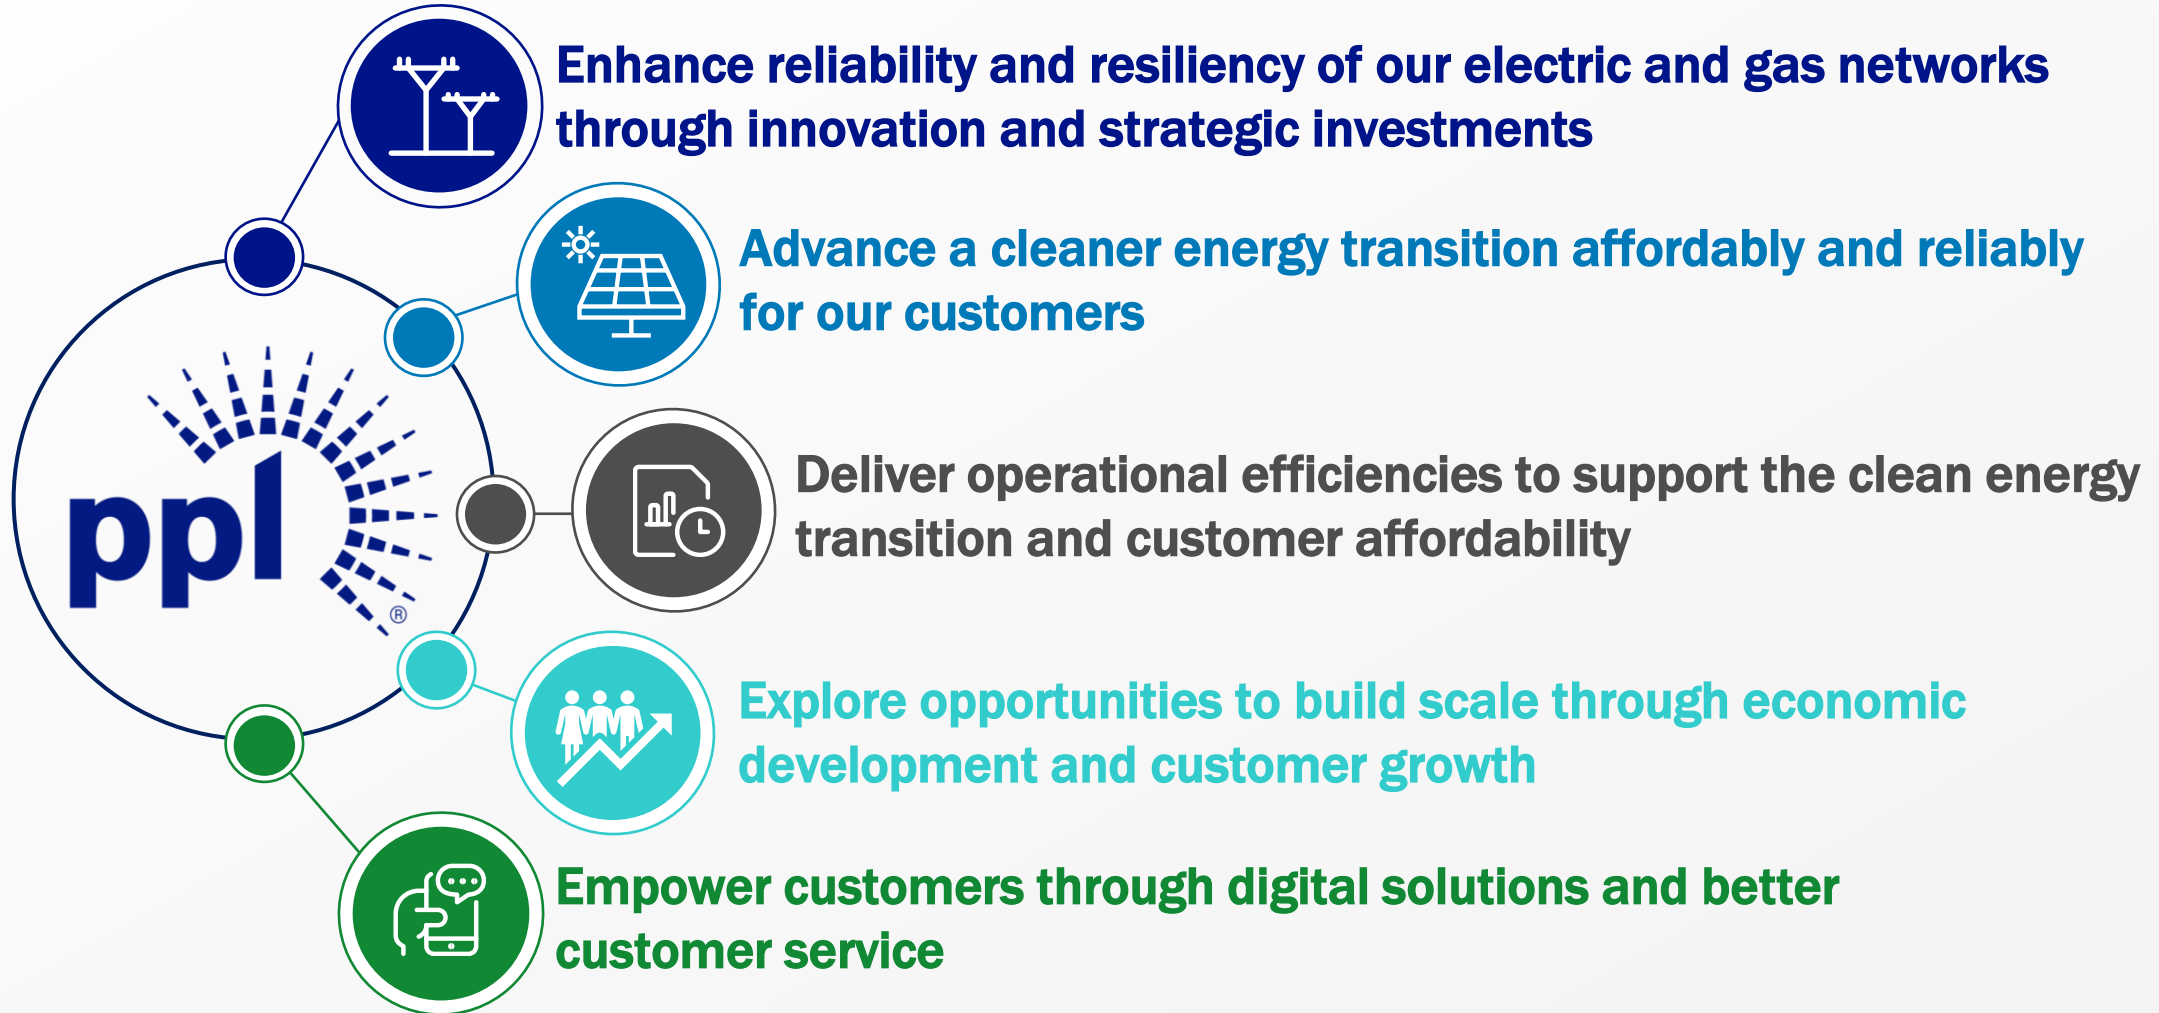 Enhance reliability and resiliency of our electric and gas networks
through innovation and strategic investments
Advance a cleaner energy transition affordably and reliably
for our customers
ppl
®
Deliver operational efficiencies to support the clean energy
transition and customer affordability
Explore opportunities to build scale through economic
development and customer growth
Empower customers through digital solutions and better
customer service